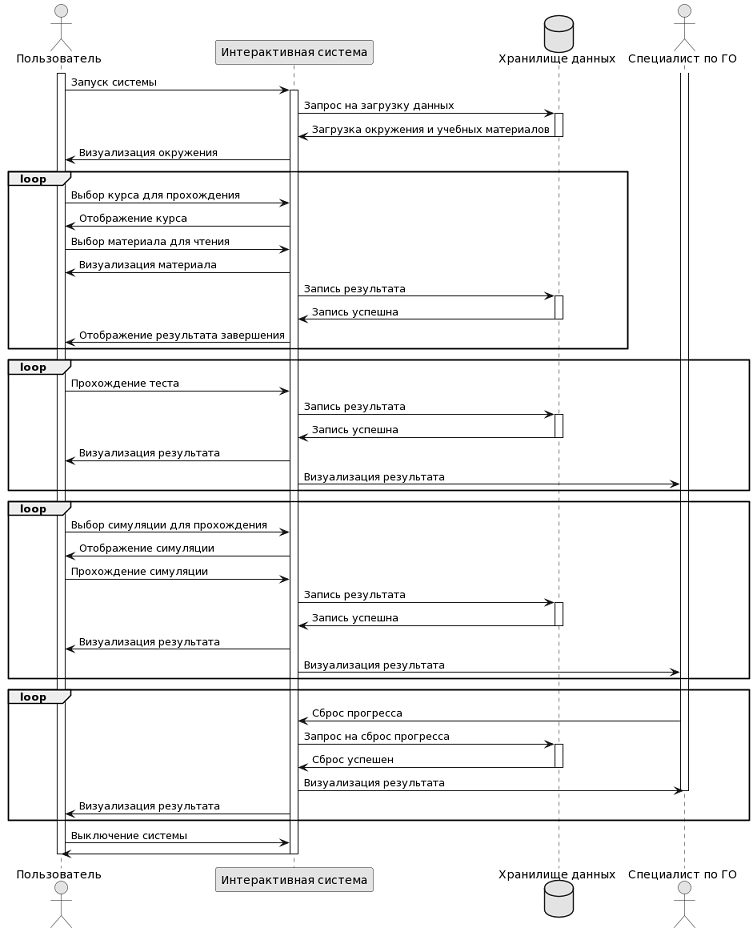 Пользователь
Интерактивная система
Хранилище данных
Специалист по ГО
Запуск системы
Запрос на загрузку данных
Загрузка окружения и учебных материалов
Визуализация окружения
loop
Выбор курса для прохождения
Отображение курса
Выбор материала для чтения
Визуализация материала
Запись результата
Запись успешна
Отображение результата завершения
loop
Прохождение теста
Запись результата
Запись успешна
Визуализация результата
Визуализация результата
loop
Выбор симуляции для прохождения
Отображение симуляции
Прохождение симуляции
Запись результата
Запись успешна
Визуализация результата
Визуализация результата
loop
Сброс прогресса
Запрос на сброс прогресса
Сброс успешен
Визуализация результата
Визуализация результата
Выключение системы
Пользователь
Интерактивная система
Хранилище данных
Специалист по ГО